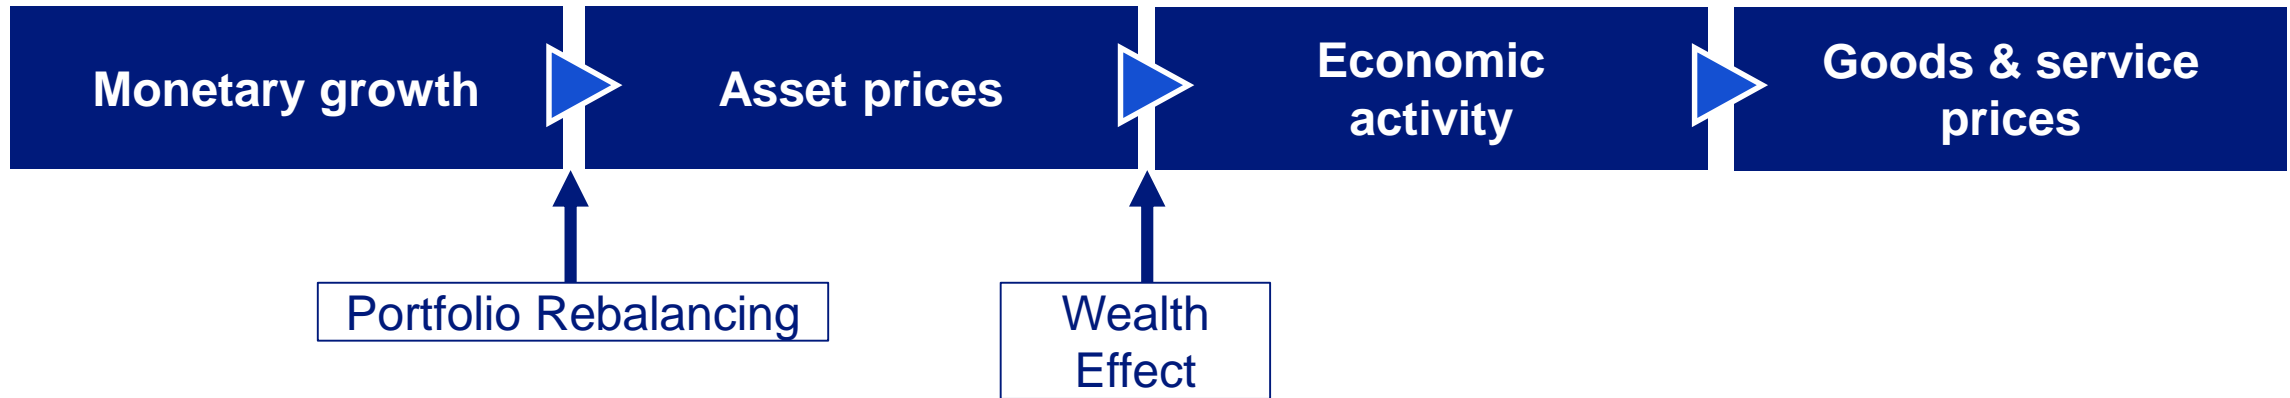 Monetary growth
Asset prices
Economic
activity
Goods & service
prices
Portfolio Rebalancing
Wealth
Effect